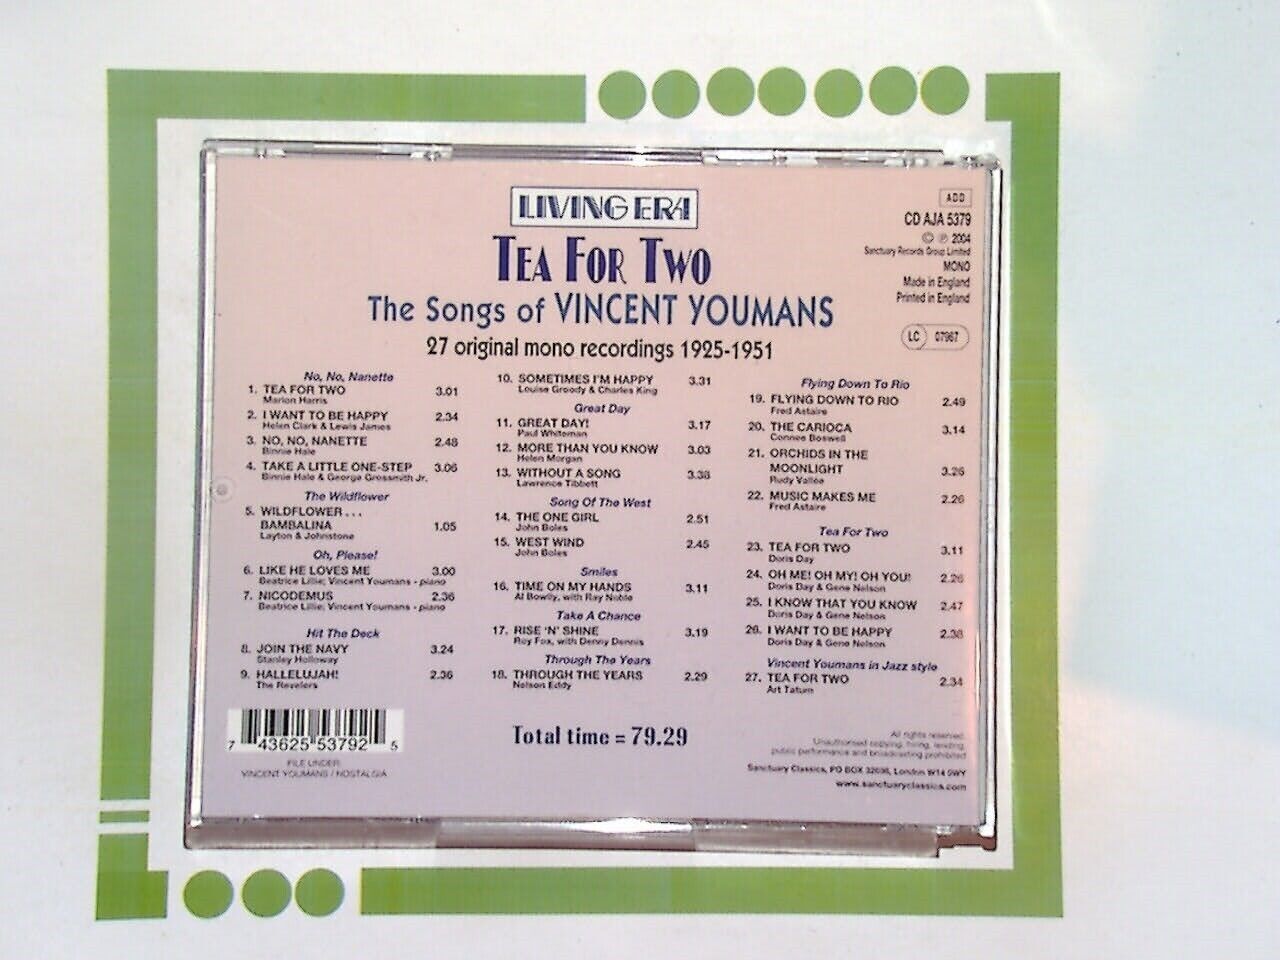 LIVING ERA
TEA FOR TWO
The Songs of VINCENT YOUMANS
27 original mono recordings 1925-1951
ADD
CD AJA 5379
© ℗ 2004
Sanctuary Records Group Limited
MONO
Made in England
Printed in England
LC 07967
No, No, Nanette
1. TEA FOR TWO 3.01
Marion Harris
2. I WANT TO BE HAPPY 2.34
Helen Clark & Lewis James
3. NO, NO, NANETTE 2.48
Binnie Hale
4. TAKE A LITTLE ONE-STEP 3.06
Binnie Hale & George Grossmith Jr.
The Wildflower
5. WILDFLOWER . . .
BAMBALINA 1.05
Layton & Johnstone
Oh, Please!
6. LIKE HE LOVES ME 3.00
Beatrice Lillie; Vincent Youmans - piano
7. NICODEMUS 2.36
Beatrice Lillie; Vincent Youmans - piano
Hit The Deck
8. JOIN THE NAVY 3.24
Stanley Holloway
9. HALLELUJAH! 2.36
The Revelers
10. SOMETIMES I'M HAPPY 3.31
Louise Groody & Charles King
Great Day
11. GREAT DAY! 3.17
Paul Whiteman
12. MORE THAN YOU KNOW 3.03
Helen Morgan
13. WITHOUT A SONG 3.38
Lawrence Tibbett
Song Of The West
14. THE ONE GIRL 2.51
John Boles
15. WEST WIND 2.45
John Boles
Smiles
16. TIME ON MY HANDS 3.11
Al Bowlly, with Ray Noble
Take A Chance
17. RISE 'N' SHINE 3.19
Roy Fox, with Denny Dennis
Through The Years
18. THROUGH THE YEARS 2.29
Nelson Eddy
Flying Down To Rio
19. FLYING DOWN TO RIO 2.49
Fred Astaire
20. THE CARIOCA 3.14
Connee Boswell
21. ORCHIDS IN THE
MOONLIGHT 3.26
Rudy Vallee
22. MUSIC MAKES ME 2.26
Fred Astaire
Tea For Two
23. TEA FOR TWO 3.11
Doris Day
24. OH ME! OH MY! OH YOU! 2.26
Doris Day & Gene Nelson
25. I KNOW THAT YOU KNOW 2.47
Doris Day & Gene Nelson
26. I WANT TO BE HAPPY 2.38
Doris Day & Gene Nelson
Vincent Youmans in Jazz style
27. TEA FOR TWO 2.34
Art Tatum
7 43625 53792 5
FILE UNDER:
VINCENT YOUMANS / NOSTALGIA
Total time = 79.29
All rights reserved.
Unauthorised copying, hiring, lending,
public performance and broadcasting prohibited
Sanctuary Classics, PO BOX 32036, London W14 0WY
www.sanctuaryclassics.com